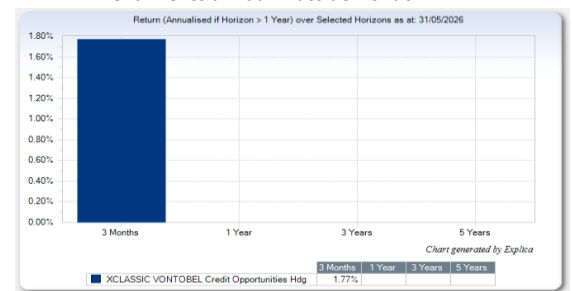 Return (Annualised if Horizon > 1 Year) over Selected Horizons as at: 31/05/2026
1.80%
1.60%
1.40%
1.20%
1.00%
0.80%
0.60%
0.40%
0.20%
0.00%
3 Months 1 Year 3 Years 5 Years
Chart generated by Explica
3 Months 1 Year 3 Years 5 Years
XCLASSIC VONTOBEL Credit Opportunities Hdg 1.77%